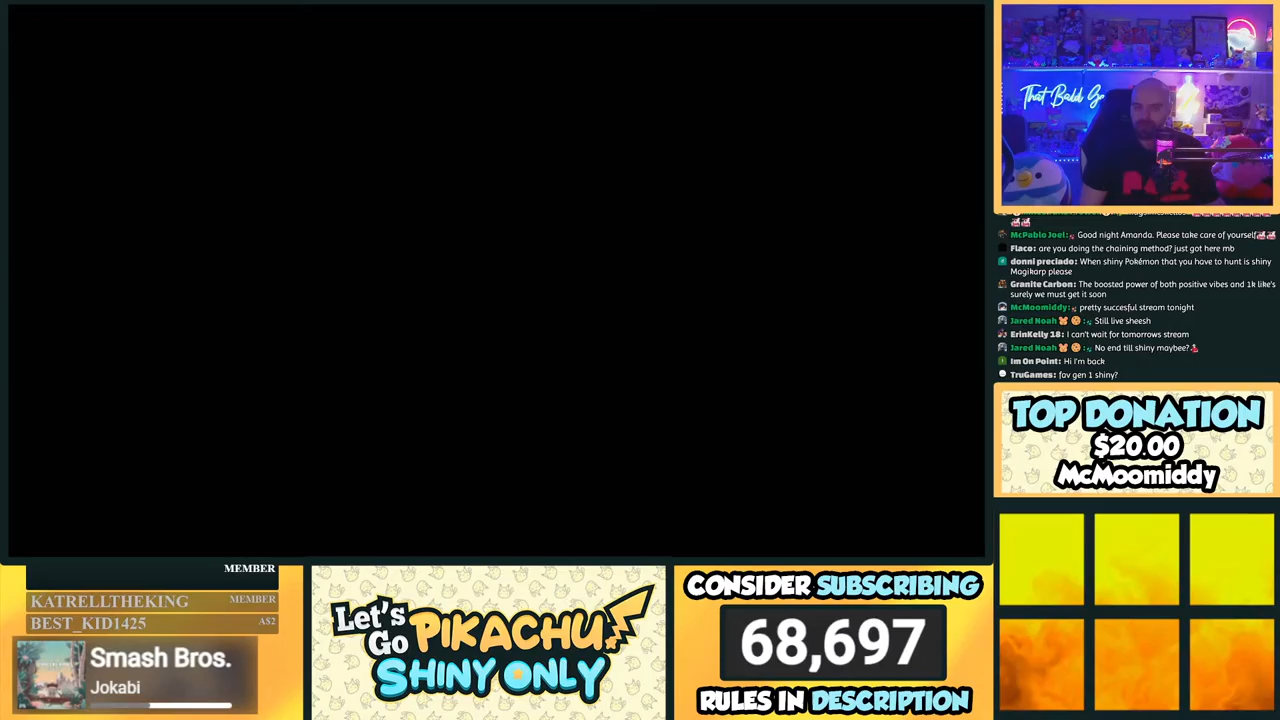 That Bald G
McPablo Joel: Good night Amanda. Please take care of yourself
Flaco: are you doing the chaining method? just got here mb
donni preciado: When shiny Pokémon that you have to hunt is shiny
Magikarp please
Granite Carbon: The boosted power of both positive vibes and 1k like's
surely we must get it soon
McMoomiddy: pretty succesful stream tonight
Jared Noah: Still live sheesh
ErinKelly 18: I can't wait for tomorrows stream
Jared Noah: No end till shiny maybee?
Im On Point: Hi I'm back
TruGames: fav gen 1 shiny?
TOP DONATION
$20.00
McMoomiddy
MEMBER
KATRELLTHEKING MEMBER
BEST_KID1425 A$2
Smash Bros.
Jokabi
Let's
Go PIKACHU
SHINY ONLY
CONSIDER SUBSCRIBING
68,697
RULES IN DESCRIPTION